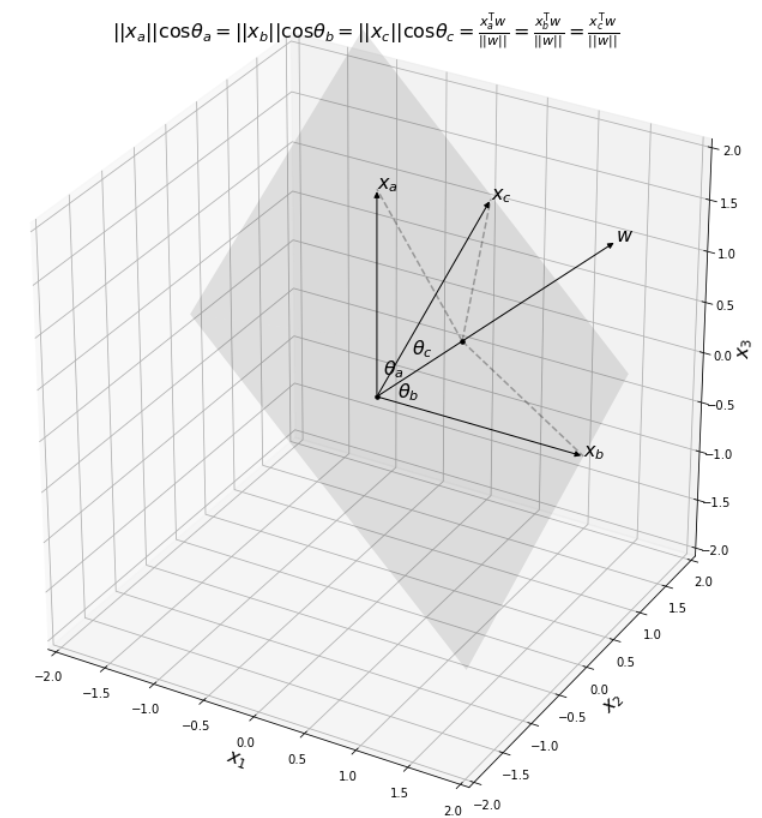 ||x_a||cosθ_a = ||x_b||cosθ_b = ||x_c||cosθ_c = x_a^⊤w/||w|| = x_b^⊤w/||w|| = x_c^⊤w/||w||
x_a
x_c
w
θ_c
θ_a
θ_b
x_b
2.0
1.5
1.0
0.5
0.0
−0.5
−1.0
−1.5
−2.0
x_3
2.0
1.5
1.0
0.5
0.0
−0.5
−1.0
−1.5
−2.0
x_2
−2.0
−1.5
−1.0
−0.5
0.0
0.5
1.0
1.5
2.0
x_1